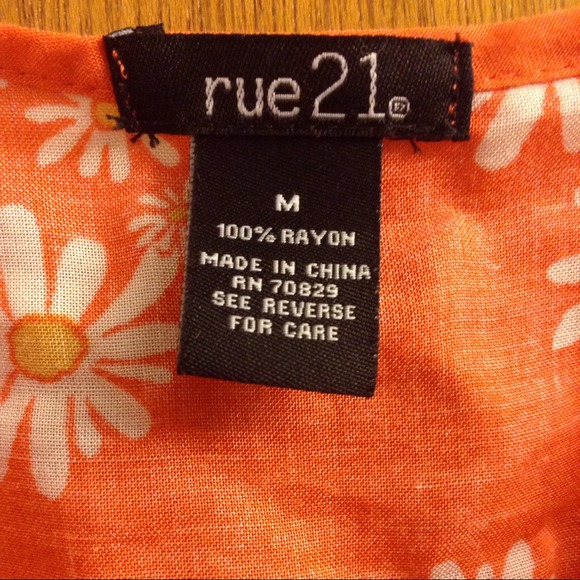 rue21®
M
100% RAYON
MADE IN CHINA
RN 70829
SEE REVERSE
FOR CARE